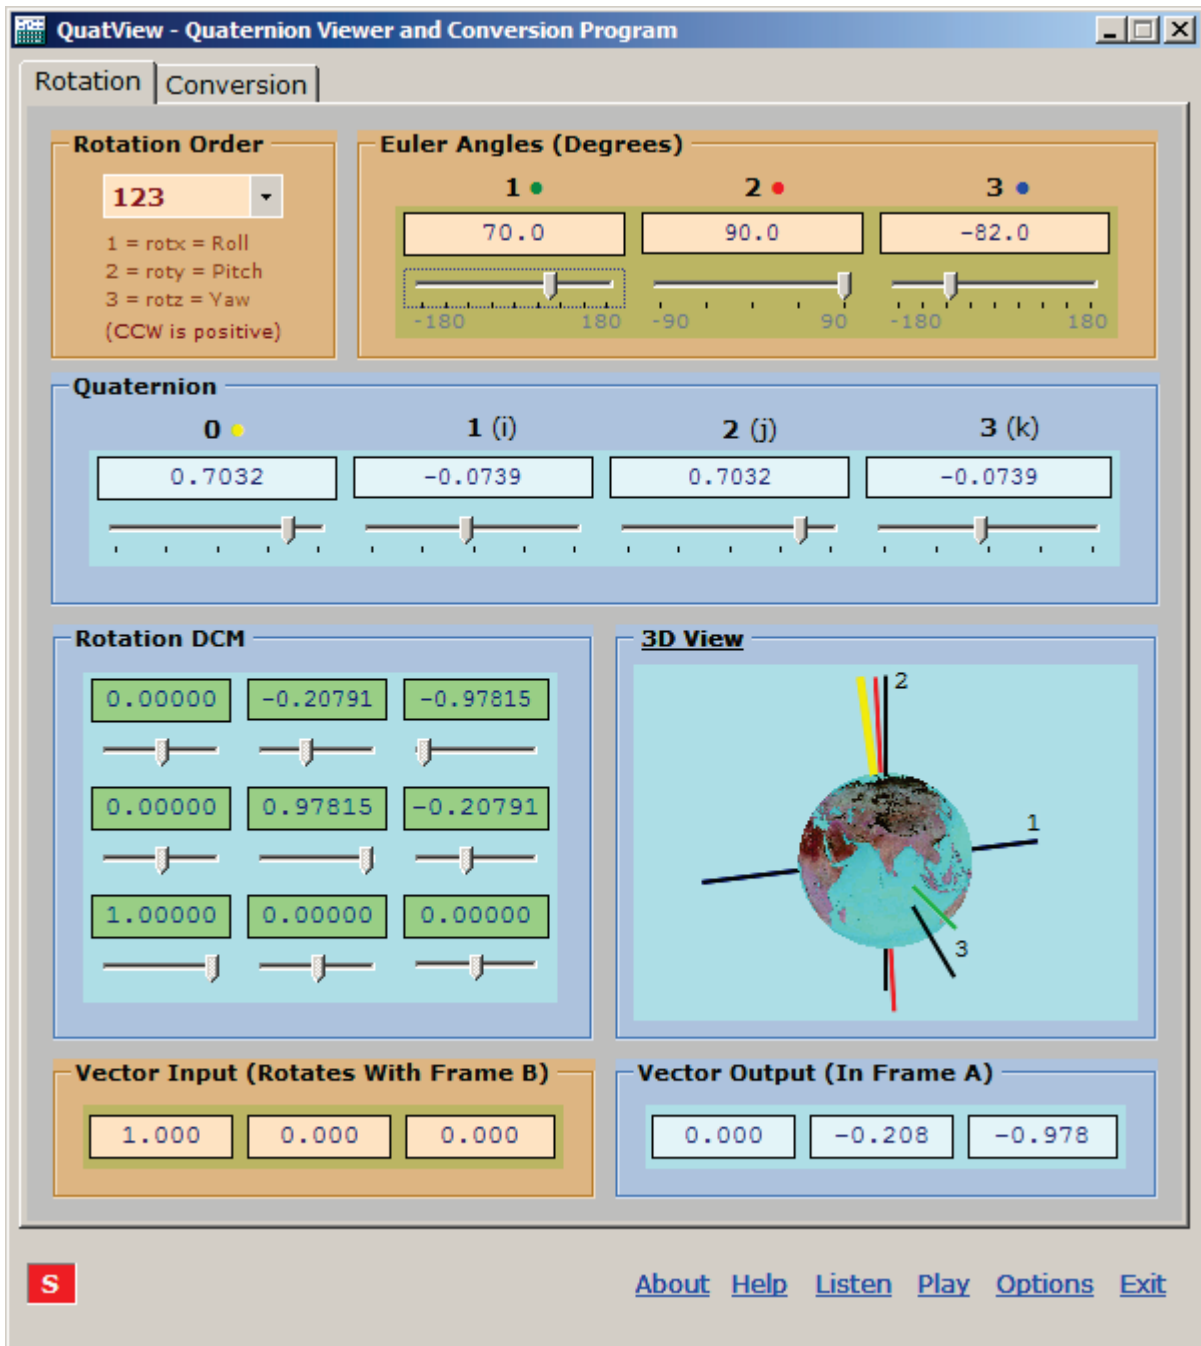 QuatView - Quaternion Viewer and Conversion Program
Rotation Conversion
Rotation Order
123
1 = rotx = Roll
2 = roty = Pitch
3 = rotz = Yaw
(CCW is positive)
Euler Angles (Degrees)
1 2 3
70.0 90.0 -82.0
-180 180 -90 90 -180 180
Quaternion
0 1 (i) 2 (j) 3 (k)
0.7032 -0.0739 0.7032 -0.0739
Rotation DCM
0.00000 -0.20791 -0.97815
0.00000 0.97815 -0.20791
1.00000 0.00000 0.00000
3D View
2
1
3
Vector Input (Rotates With Frame B)
1.000 0.000 0.000
Vector Output (In Frame A)
0.000 -0.208 -0.978
S
About Help Listen Play Options Exit